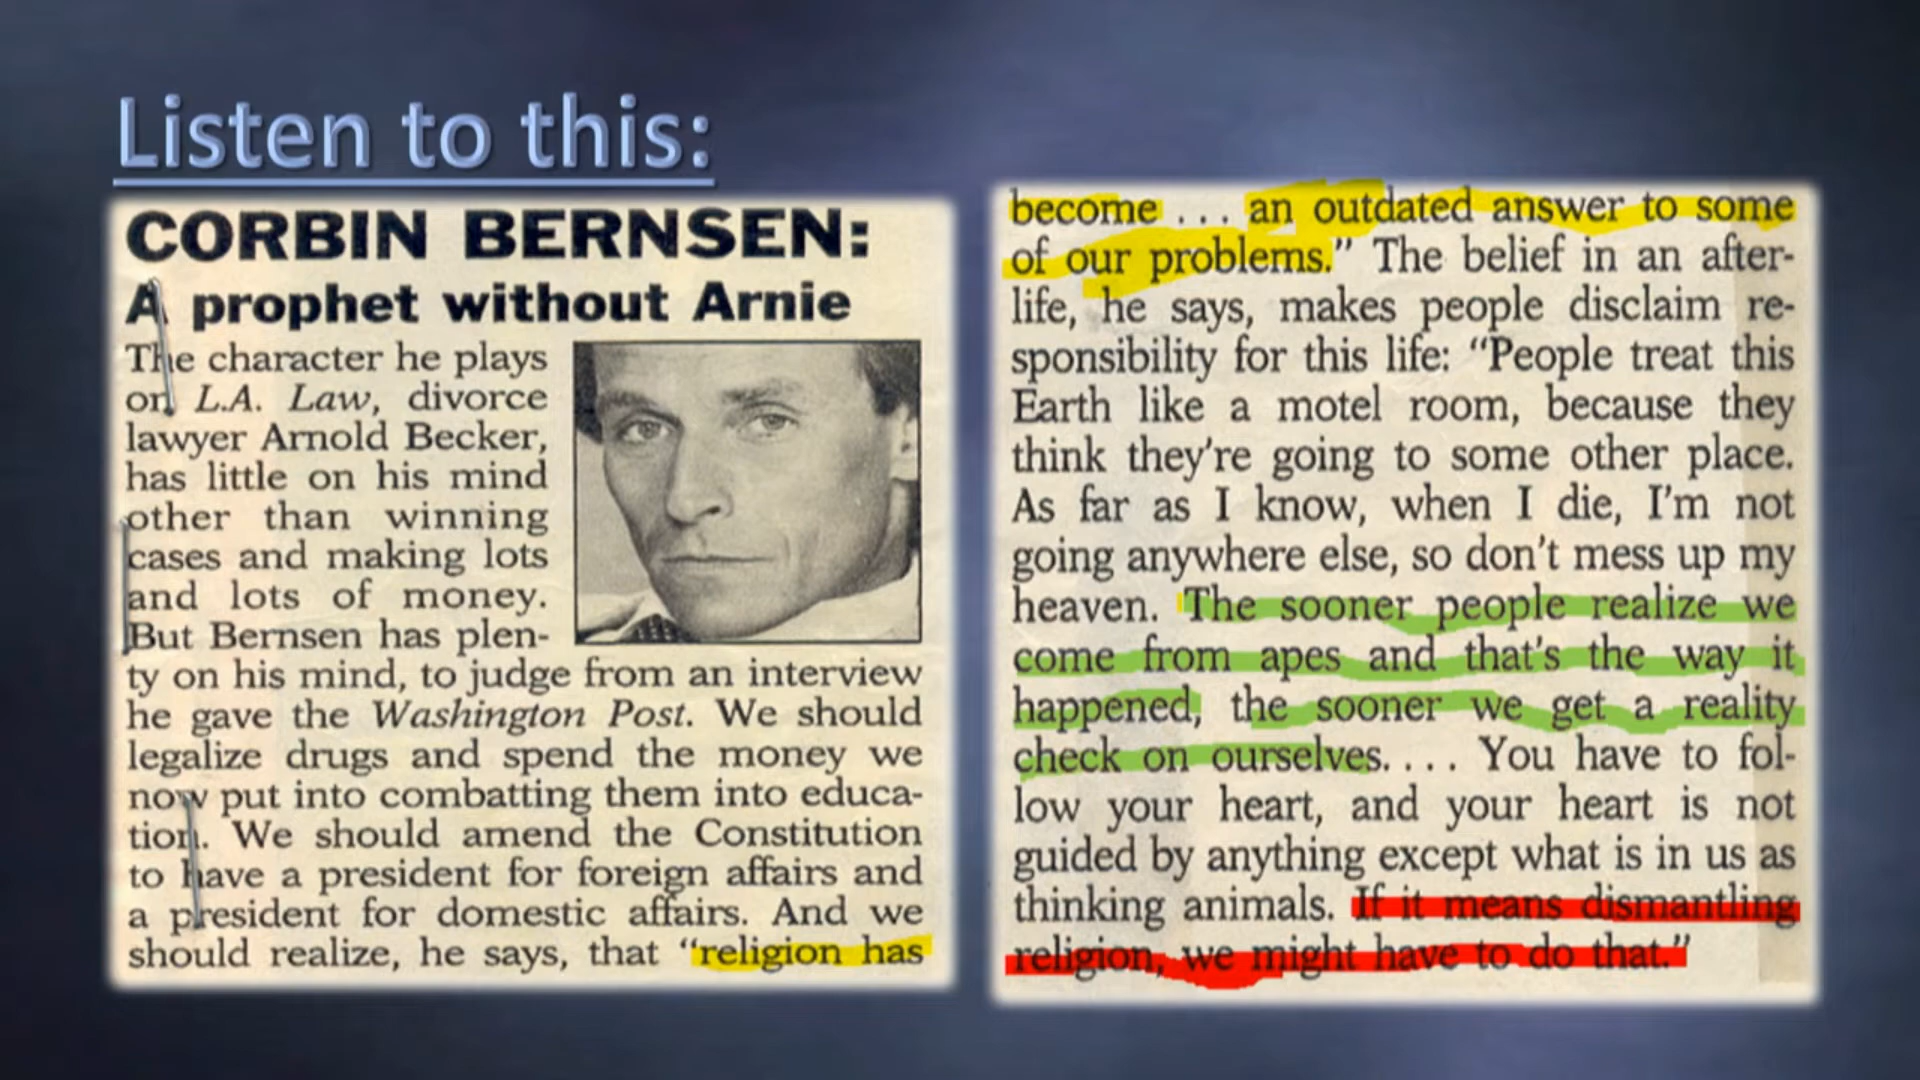 Listen to this:
CORBIN BERNSEN:
A prophet without Arnie
The character he plays
on L.A. Law, divorce
lawyer Arnold Becker,
has little on his mind
other than winning
cases and making lots
and lots of money.
But Bernsen has plen-
ty on his mind, to judge from an interview
he gave the Washington Post. We should
legalize drugs and spend the money we
now put into combatting them into educa-
tion. We should amend the Constitution
to have a president for foreign affairs and
a president for domestic affairs. And we
should realize, he says, that “religion has
become . . . an outdated answer to some
of our problems.” The belief in an after-
life, he says, makes people disclaim re-
sponsibility for this life: “People treat this
Earth like a motel room, because they
think they're going to some other place.
As far as I know, when I die, I'm not
going anywhere else, so don't mess up my
heaven. The sooner people realize we
come from apes and that's the way it
happened, the sooner we get a reality
check on ourselves. . . . You have to fol-
low your heart, and your heart is not
guided by anything except what is in us as
thinking animals. If it means dismantling
religion, we might have to do that.”